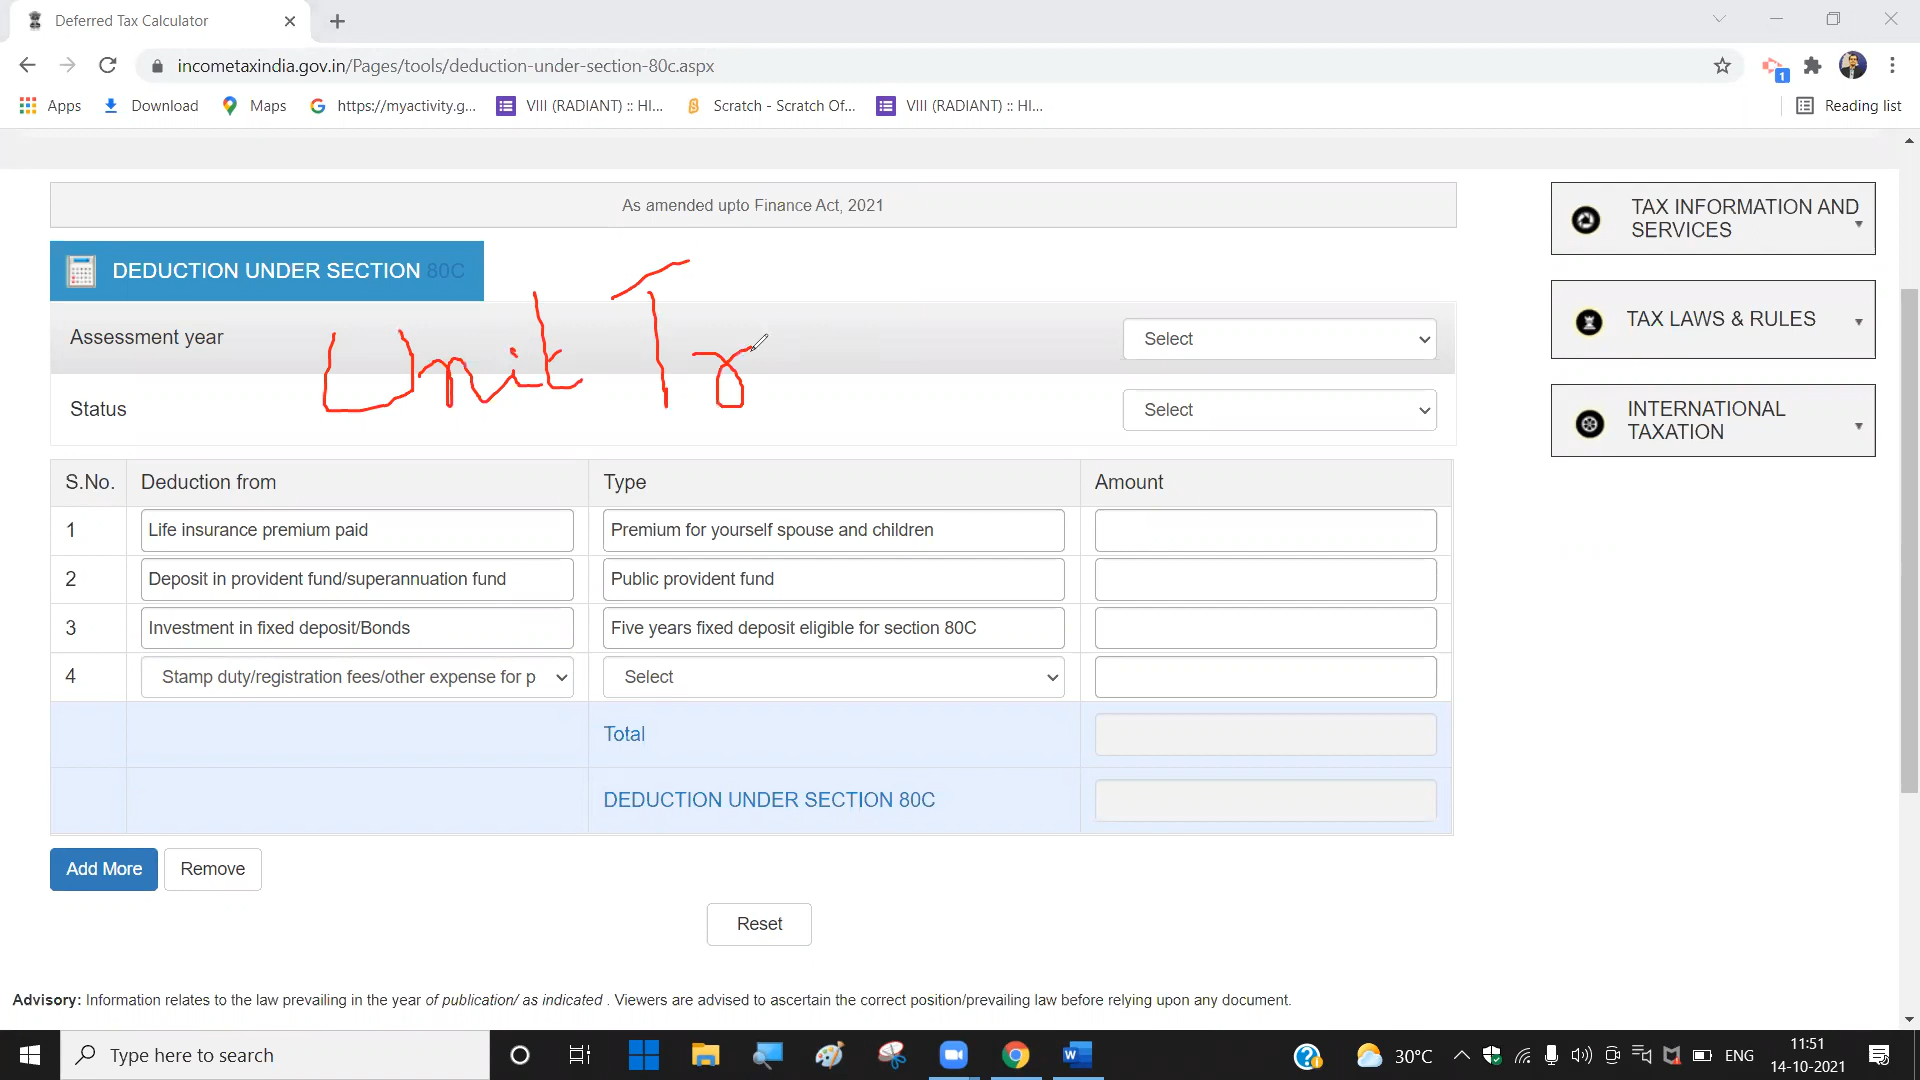 Deferred Tax Calculator
incometaxindia.gov.in/Pages/tools/deduction-under-section-80c.aspx
1
Apps Download Maps https://myactivity.g... VIII (RADIANT) :: HI... Scratch - Scratch Of... VIII (RADIANT) :: HI... Reading list
As amended upto Finance Act, 2021
DEDUCTION UNDER SECTION 80C
Unit Tr
Assessment year Select
Status Select
S.No. Deduction from Type Amount
1 Life insurance premium paid Premium for yourself spouse and children
2 Deposit in provident fund/superannuation fund Public provident fund
3 Investment in fixed deposit/Bonds Five years fixed deposit eligible for section 80C
4 Stamp duty/registration fees/other expense for p Select
Total
DEDUCTION UNDER SECTION 80C
Add More Remove
Reset
TAX INFORMATION AND
SERVICES
TAX LAWS & RULES
INTERNATIONAL
TAXATION
Advisory: Information relates to the law prevailing in the year of publication/ as indicated . Viewers are advised to ascertain the correct position/prevailing law before relying upon any document.
Type here to search
30°C ENG
11:51
14-10-2021